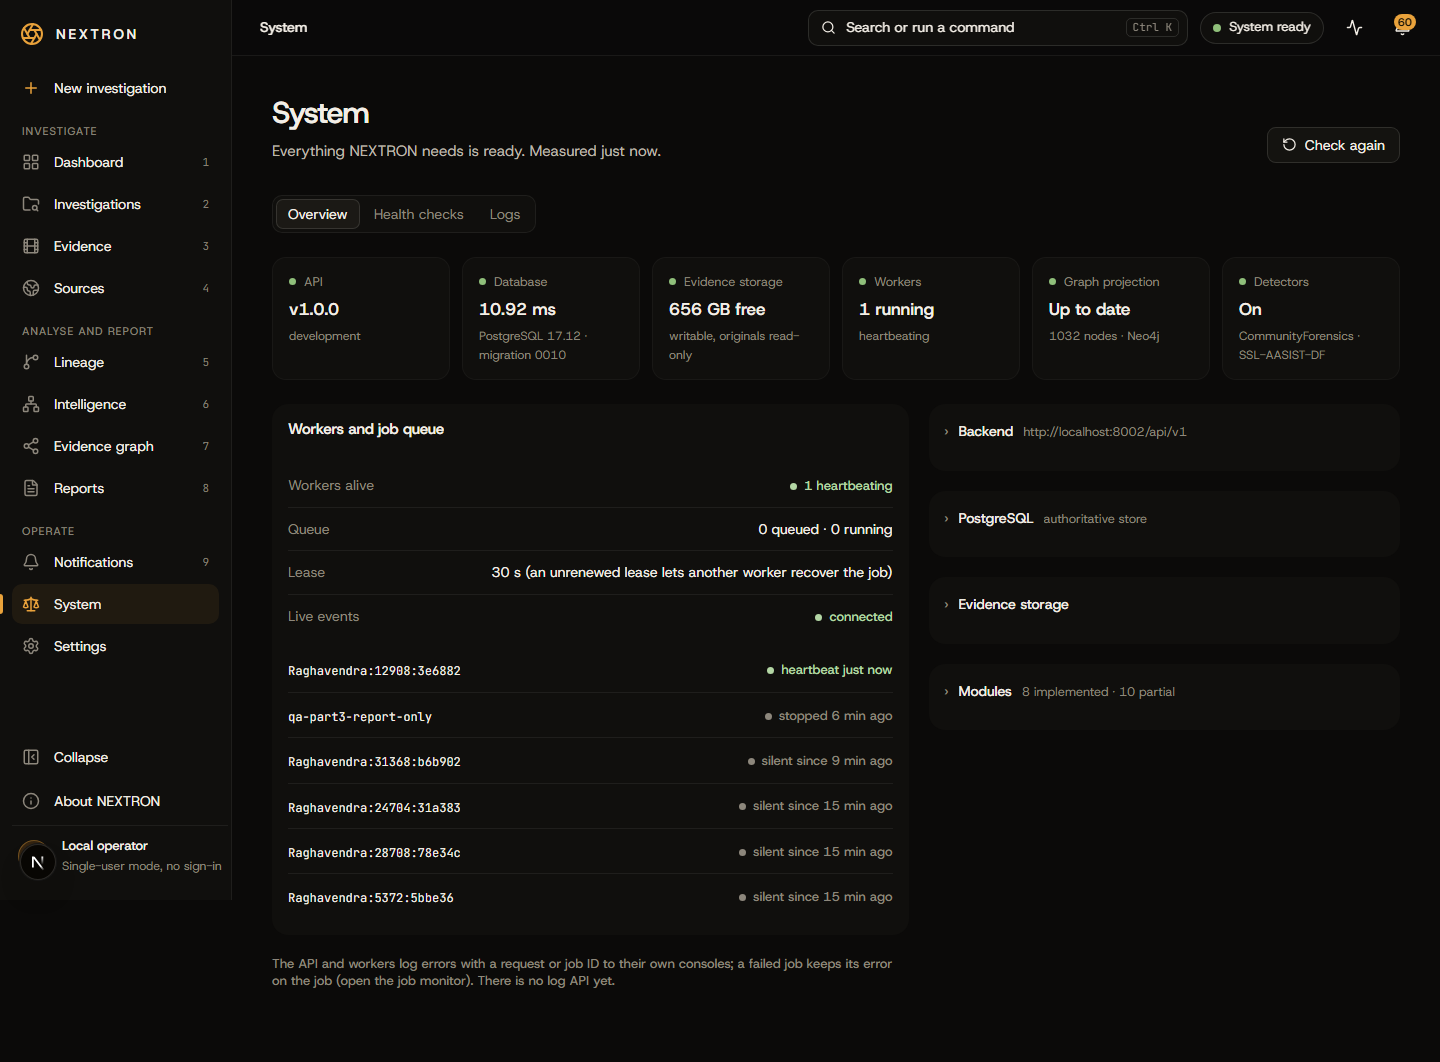 NEXTRON
System
Search or run a command
Ctrl K
System ready
60
New investigation
INVESTIGATE
Dashboard 1
Investigations 2
Evidence 3
Sources 4
ANALYSE AND REPORT
Lineage 5
Intelligence 6
Evidence graph 7
Reports 8
OPERATE
Notifications 9
System
Settings
Collapse
About NEXTRON
N
Local operator
Single-user mode, no sign-in
System
Everything NEXTRON needs is ready. Measured just now.
Check again
Overview
Health checks
Logs
API
v1.0.0
development
Database
10.92 ms
PostgreSQL 17.12 ·
migration 0010
Evidence storage
656 GB free
writable, originals read-
only
Workers
1 running
heartbeating
Graph projection
Up to date
1032 nodes · Neo4j
Detectors
On
CommunityForensics ·
SSL-AASIST-DF
Workers and job queue
Workers alive 1 heartbeating
Queue 0 queued · 0 running
Lease 30 s (an unrenewed lease lets another worker recover the job)
Live events connected
Raghavendra:12908:3e6882 heartbeat just now
qa-part3-report-only stopped 6 min ago
Raghavendra:31368:b6b902 silent since 9 min ago
Raghavendra:24704:31a383 silent since 15 min ago
Raghavendra:28708:78e34c silent since 15 min ago
Raghavendra:5372:5bbe36 silent since 15 min ago
The API and workers log errors with a request or job ID to their own consoles; a failed job keeps its error
on the job (open the job monitor). There is no log API yet.
› Backend http://localhost:8002/api/v1
› PostgreSQL authoritative store
› Evidence storage
› Modules 8 implemented · 10 partial